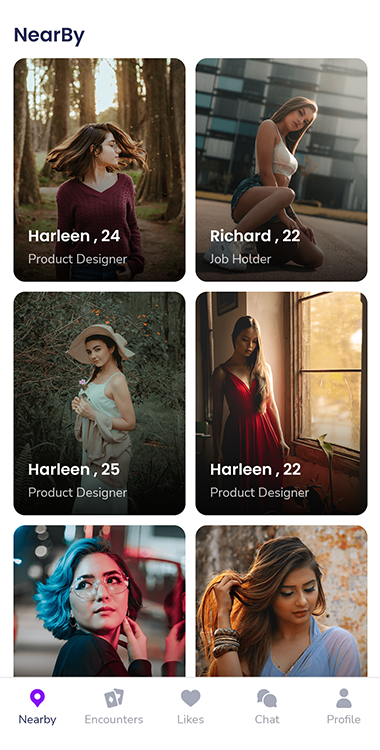 NearBy
Harleen , 24
Product Designer
Richard , 22
Job Holder
Harleen , 25
Product Designer
Harleen , 22
Product Designer
Nearby
Encounters
Likes
Chat
Profile